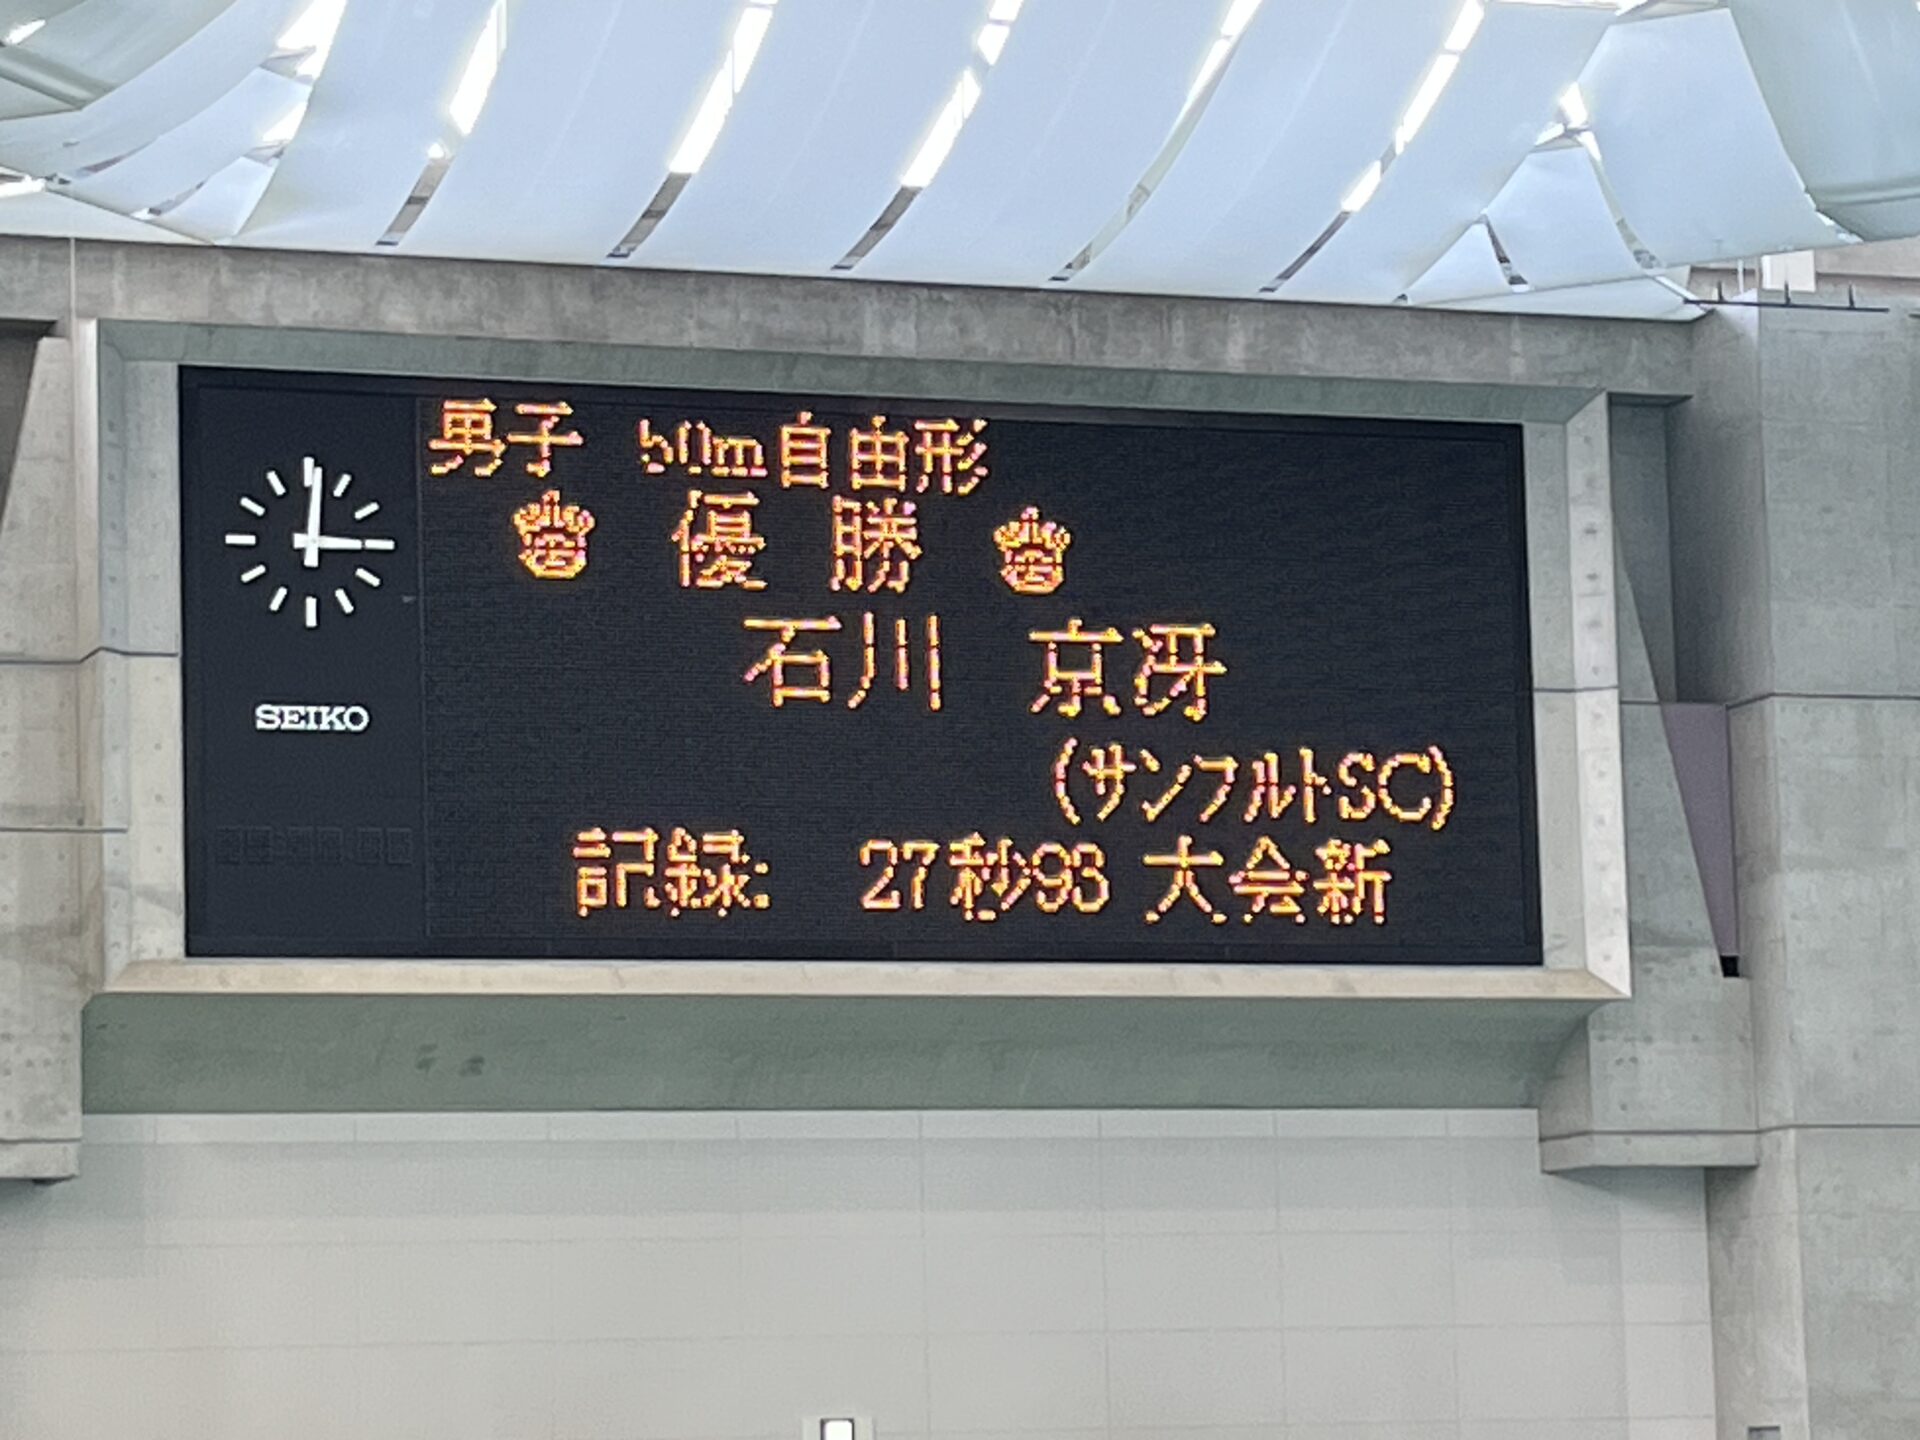 男子 50m自由形
優 勝
石川 京冴
(サンフルトSC)
記録: 27秒93 大会新
SEIKO